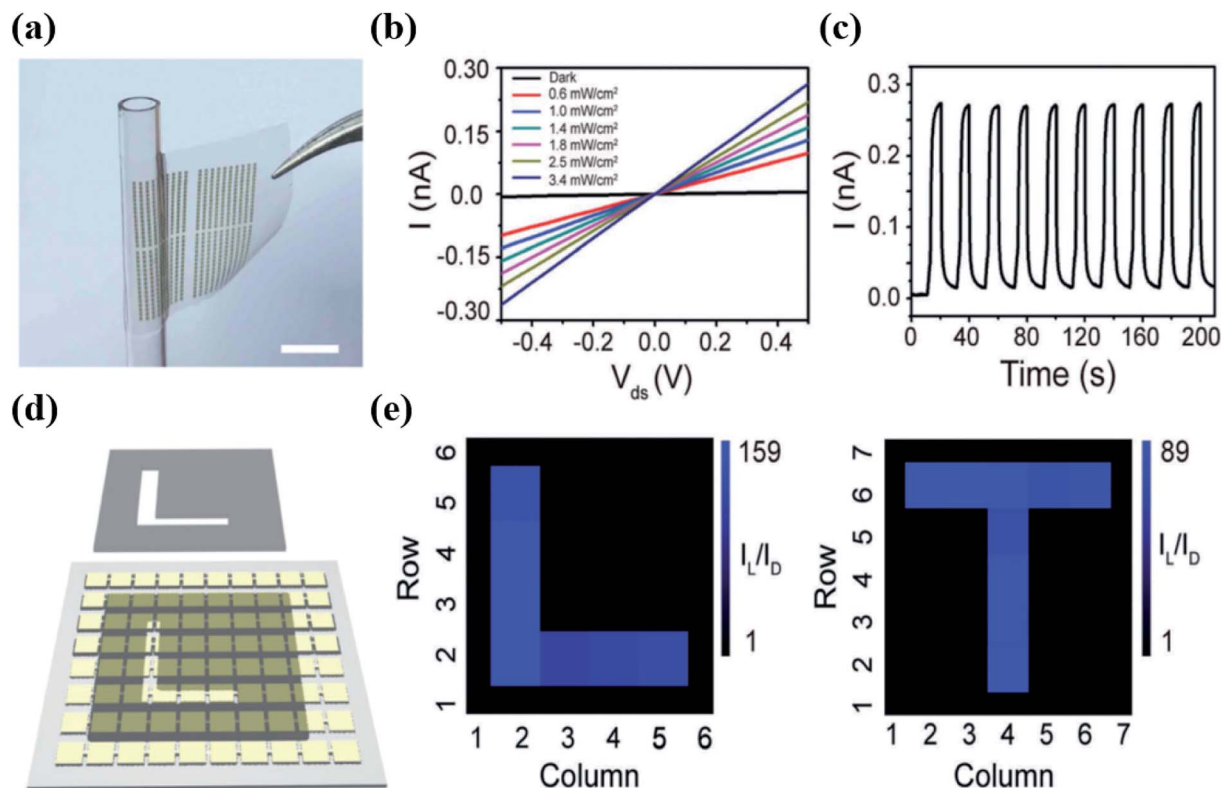 (a)
(b)
(c)
0.30
0.15
0.0
-0.15
-0.30
I (nA)
Dark
0.6 mW/cm²
1.0 mW/cm²
1.4 mW/cm²
1.8 mW/cm²
2.5 mW/cm²
3.4 mW/cm²
-0.4 -0.2 0.0 0.2 0.4
V_ds (V)
0.3
0.2
0.1
0.0
I (nA)
0 40 80 120 160 200
Time (s)
(d)
(e)
6
5
4
3
2
1
Row
1 2 3 4 5 6
Column
159
I_L/I_D
1
7
6
5
4
3
2
1
Row
1 2 3 4 5 6 7
Column
89
I_L/I_D
1